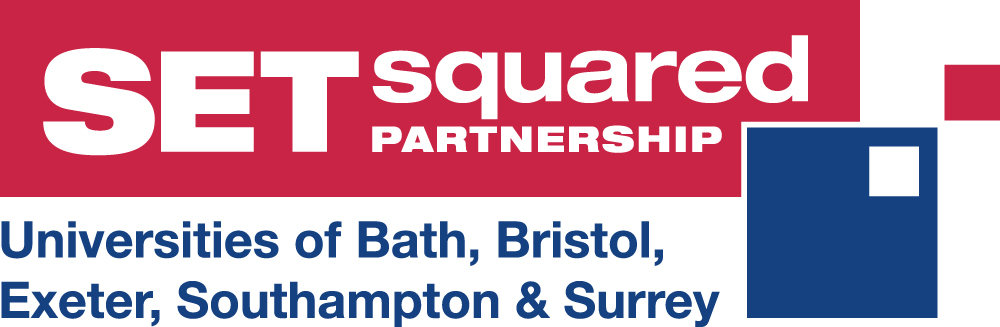 SETsquared
PARTNERSHIP
Universities of Bath, Bristol,
Exeter, Southampton & Surrey